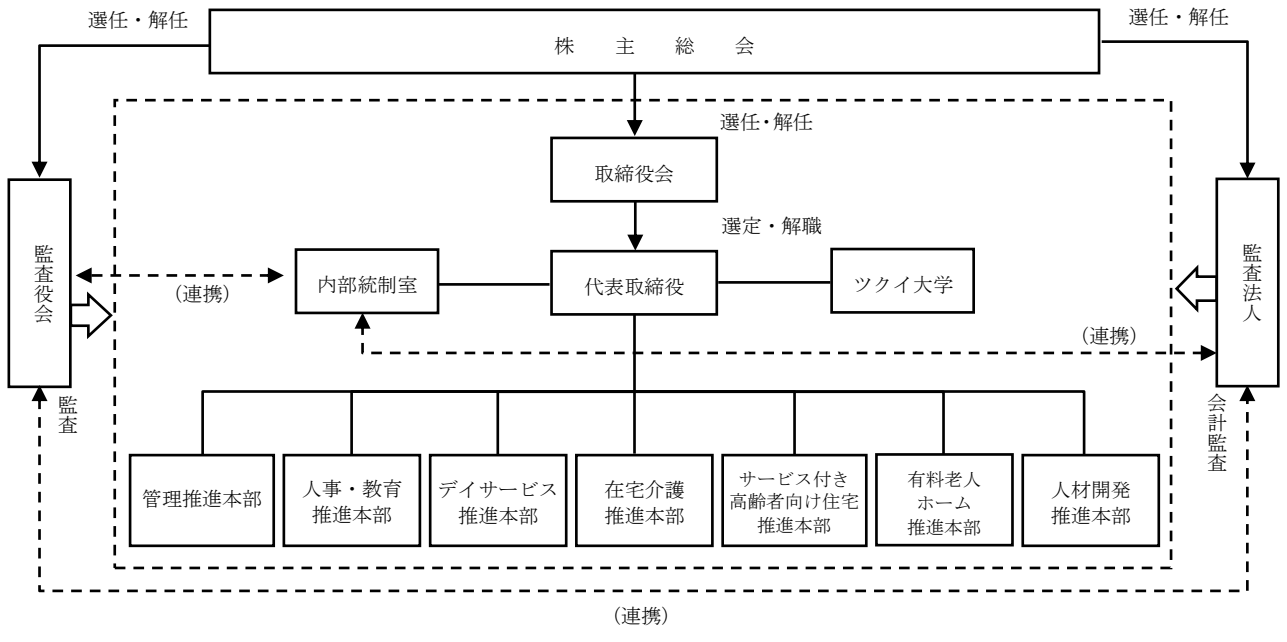 選任・解任
選任・解任
株主総会
選任・解任
取締役会
選定・解職
監査役会
(連携)
内部統制室
代表取締役
ツクイ大学
監査法人
(連携)
監査
会計監査
管理推進本部
人事・教育
推進本部
デイサービス
推進本部
在宅介護
推進本部
サービス付き
高齢者向け住宅
推進本部
有料老人
ホーム
推進本部
人材開発
推進本部
(連携)